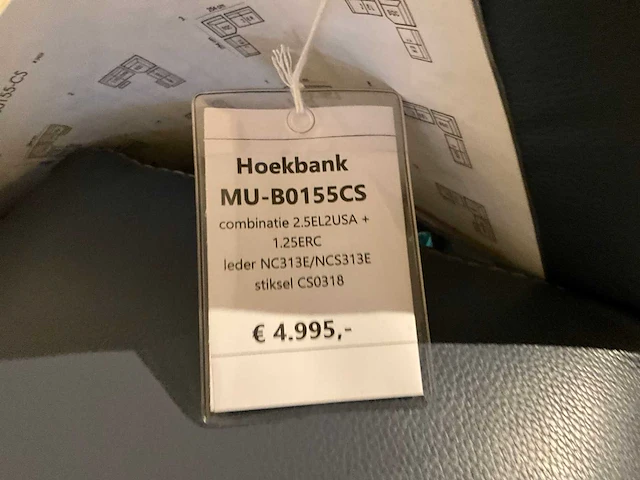 Hoekbank
MU-B0155CS
combinatie 2.5EL2USA +
1.25ERC
leder NC313E/NCS313E
stiksel CS0318
€ 4.995,-